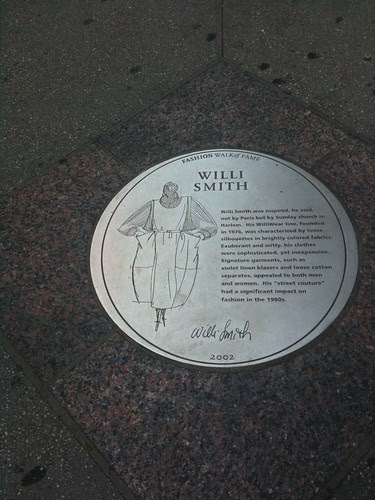 FASHION WALK of FAME
WILLI
SMITH
Willi Smith was inspired, he said,
not by Paris but by Sunday church in
Harlem. His WilliWear line, founded
in 1976, was characterized by loose
silhouettes in brightly-colored fabrics.
Exuberant and witty, his clothes
were sophisticated, yet inexpensive.
Signature garments, such as
violet linen blazers and loose cotton
separates, appealed to both men
and women. His "street couture"
had a significant impact on
fashion in the 1980s.
Willi Smith
2002